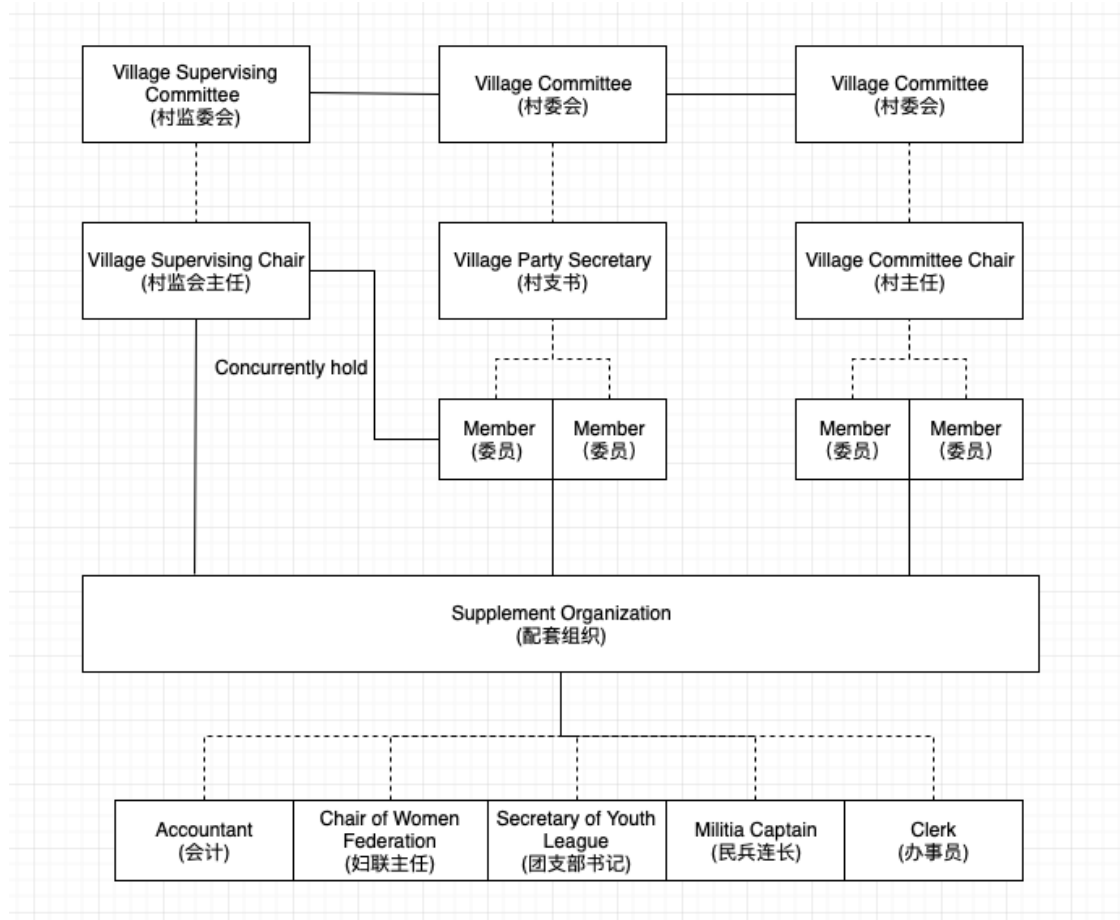 Village Supervising
Committee
(村监委会)
Village Committee
(村委会)
Village Committee
(村委会)
Village Supervising Chair
(村监会主任)
Village Party Secretary
(村支书)
Village Committee Chair
(村主任)
Concurrently hold
Member
(委员)
Member
(委员)
Member
(委员)
Member
(委员)
Supplement Organization
(配套组织)
Accountant
(会计)
Chair of Women
Federation
(妇联主任)
Secretary of Youth
League
(团支部书记)
Militia Captain
(民兵连长)
Clerk
(办事员)